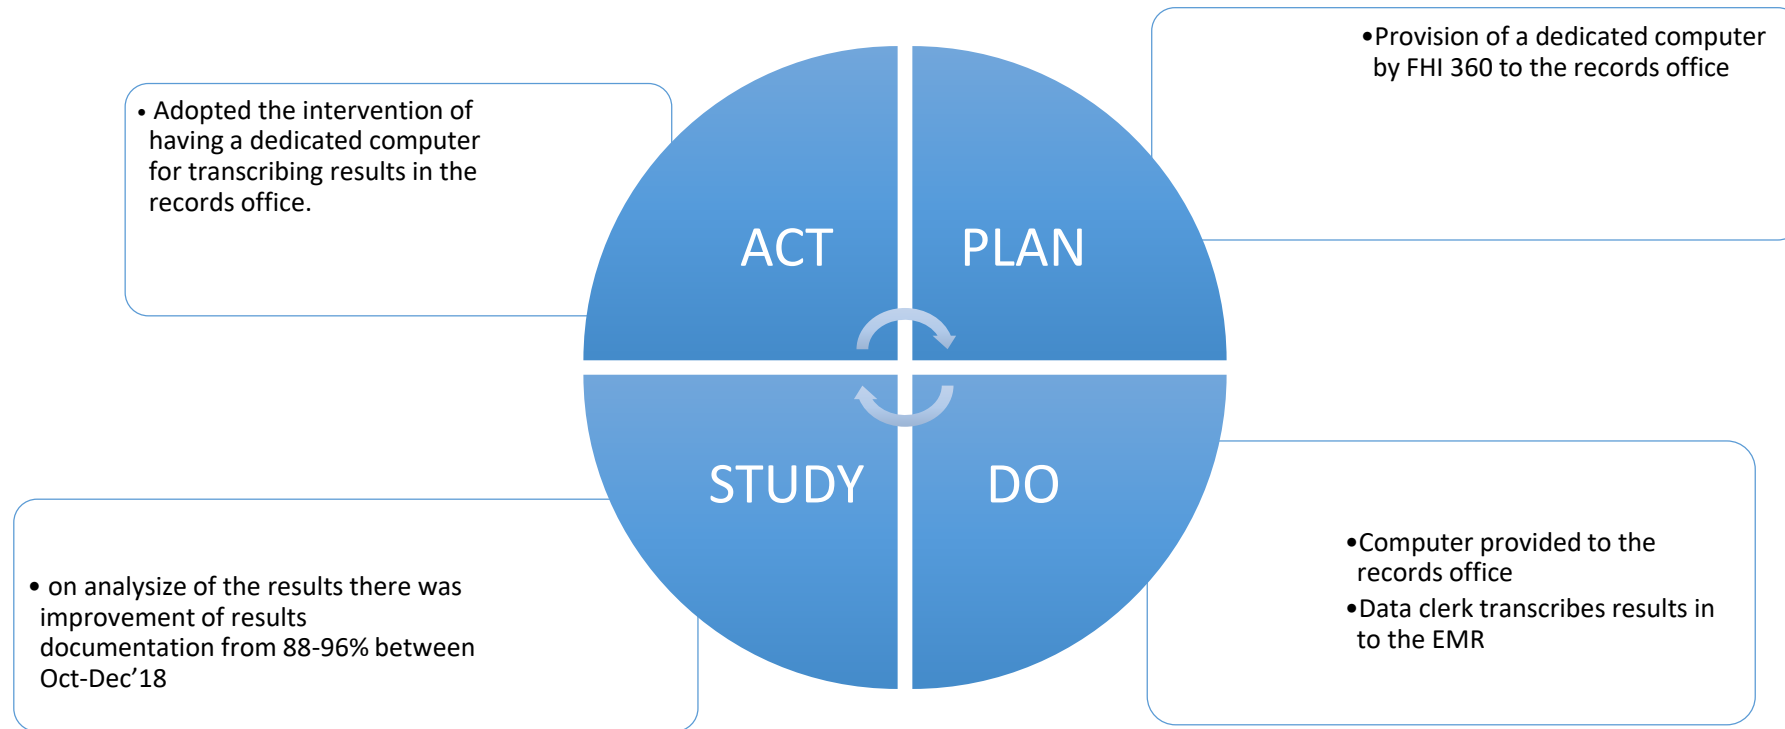 • Adopted the intervention of
having a dedicated computer
for transcribing results in the
records office.
•Provision of a dedicated computer
by FHI 360 to the records office
ACT
PLAN
STUDY
DO
• on analysize of the results there was
improvement of results
documentation from 88-96% between
Oct-Dec’18
•Computer provided to the
records office
•Data clerk transcribes results in
to the EMR